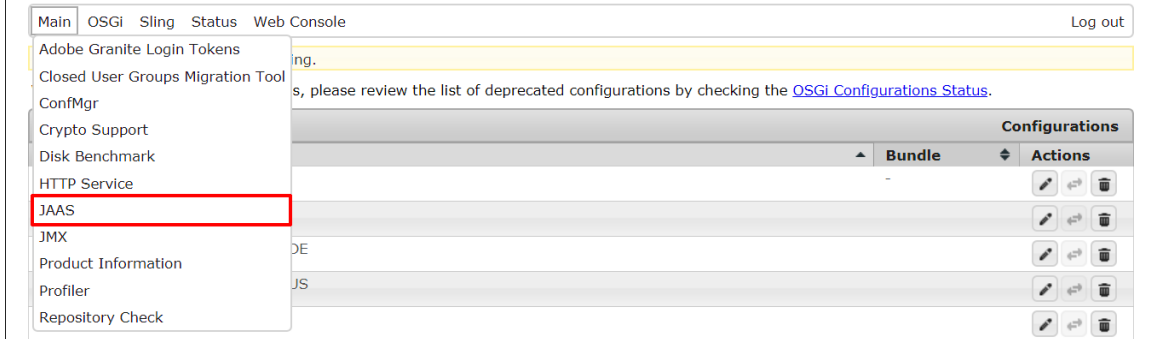 Main OSGi Sling Status Web Console Log out
Adobe Granite Login Tokens
ing.
Closed User Groups Migration Tool
s, please review the list of deprecated configurations by checking the OSGi Configurations Status.
ConfMgr
Crypto Support Configurations
Disk Benchmark Bundle Actions
HTTP Service -
JAAS
JMX
DE
Product Information
US
Profiler
Repository Check